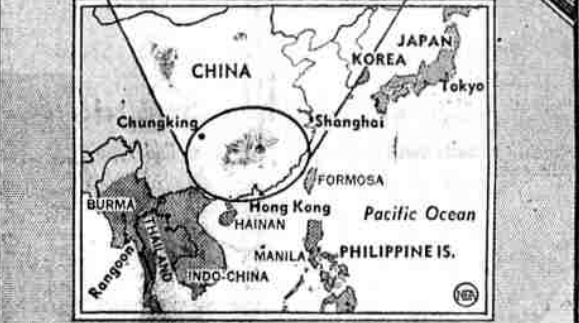 JAPAN
KOREA
CHINA
Tokyo
Chungking
Shanghai
FORMOSA
BURMA
Hong Kong
HAINAN
Pacific Ocean
THAILAND
MANILA
PHILIPPINE IS.
Rangoon
INDO-CHINA
NEA